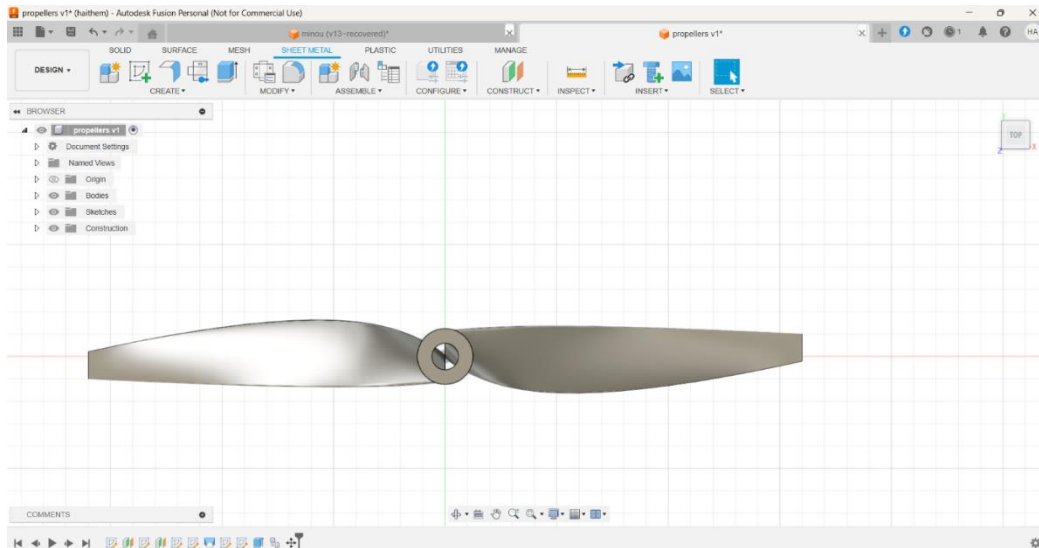 propellers v1* (haithem) - Autodesk Fusion Personal (Not for Commercial Use)
minou (v13~recovered)*
propellers v1*
1
HA
SOLID SURFACE MESH SHEET METAL PLASTIC UTILITIES MANAGE
DESIGN
CREATE MODIFY ASSEMBLE CONFIGURE CONSTRUCT INSPECT INSERT SELECT
BROWSER
propellers v1
Document Settings
Named Views
Origin
Bodies
Sketches
Construction
TOP
X
Z
COMMENTS